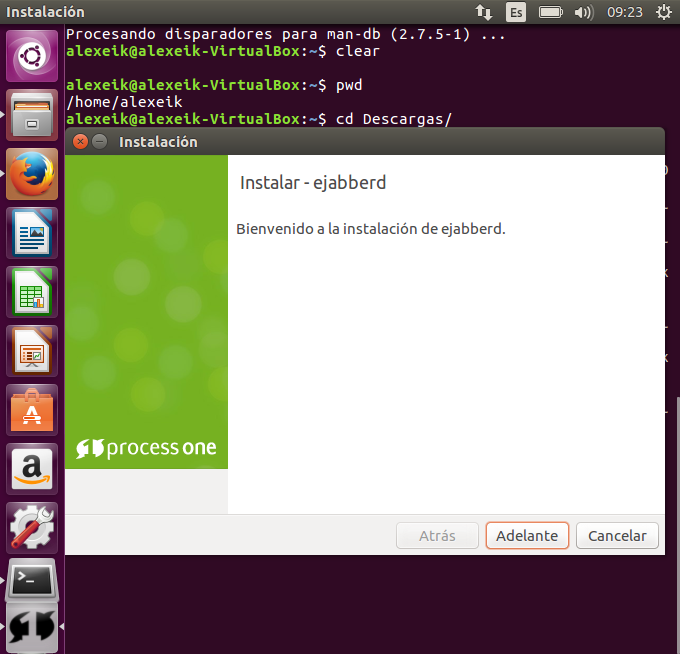 Instalación
Es
09:23
Procesando disparadores para man-db (2.7.5-1) ...
alexeik@alexeik-VirtualBox:~$ clear
alexeik@alexeik-VirtualBox:~$ pwd
/home/alexeik
alexeik@alexeik-VirtualBox:~$ cd Descargas/
Instalación
Instalar - ejabberd
Bienvenido a la instalación de ejabberd.
process one
Atrás
Adelante
Cancelar